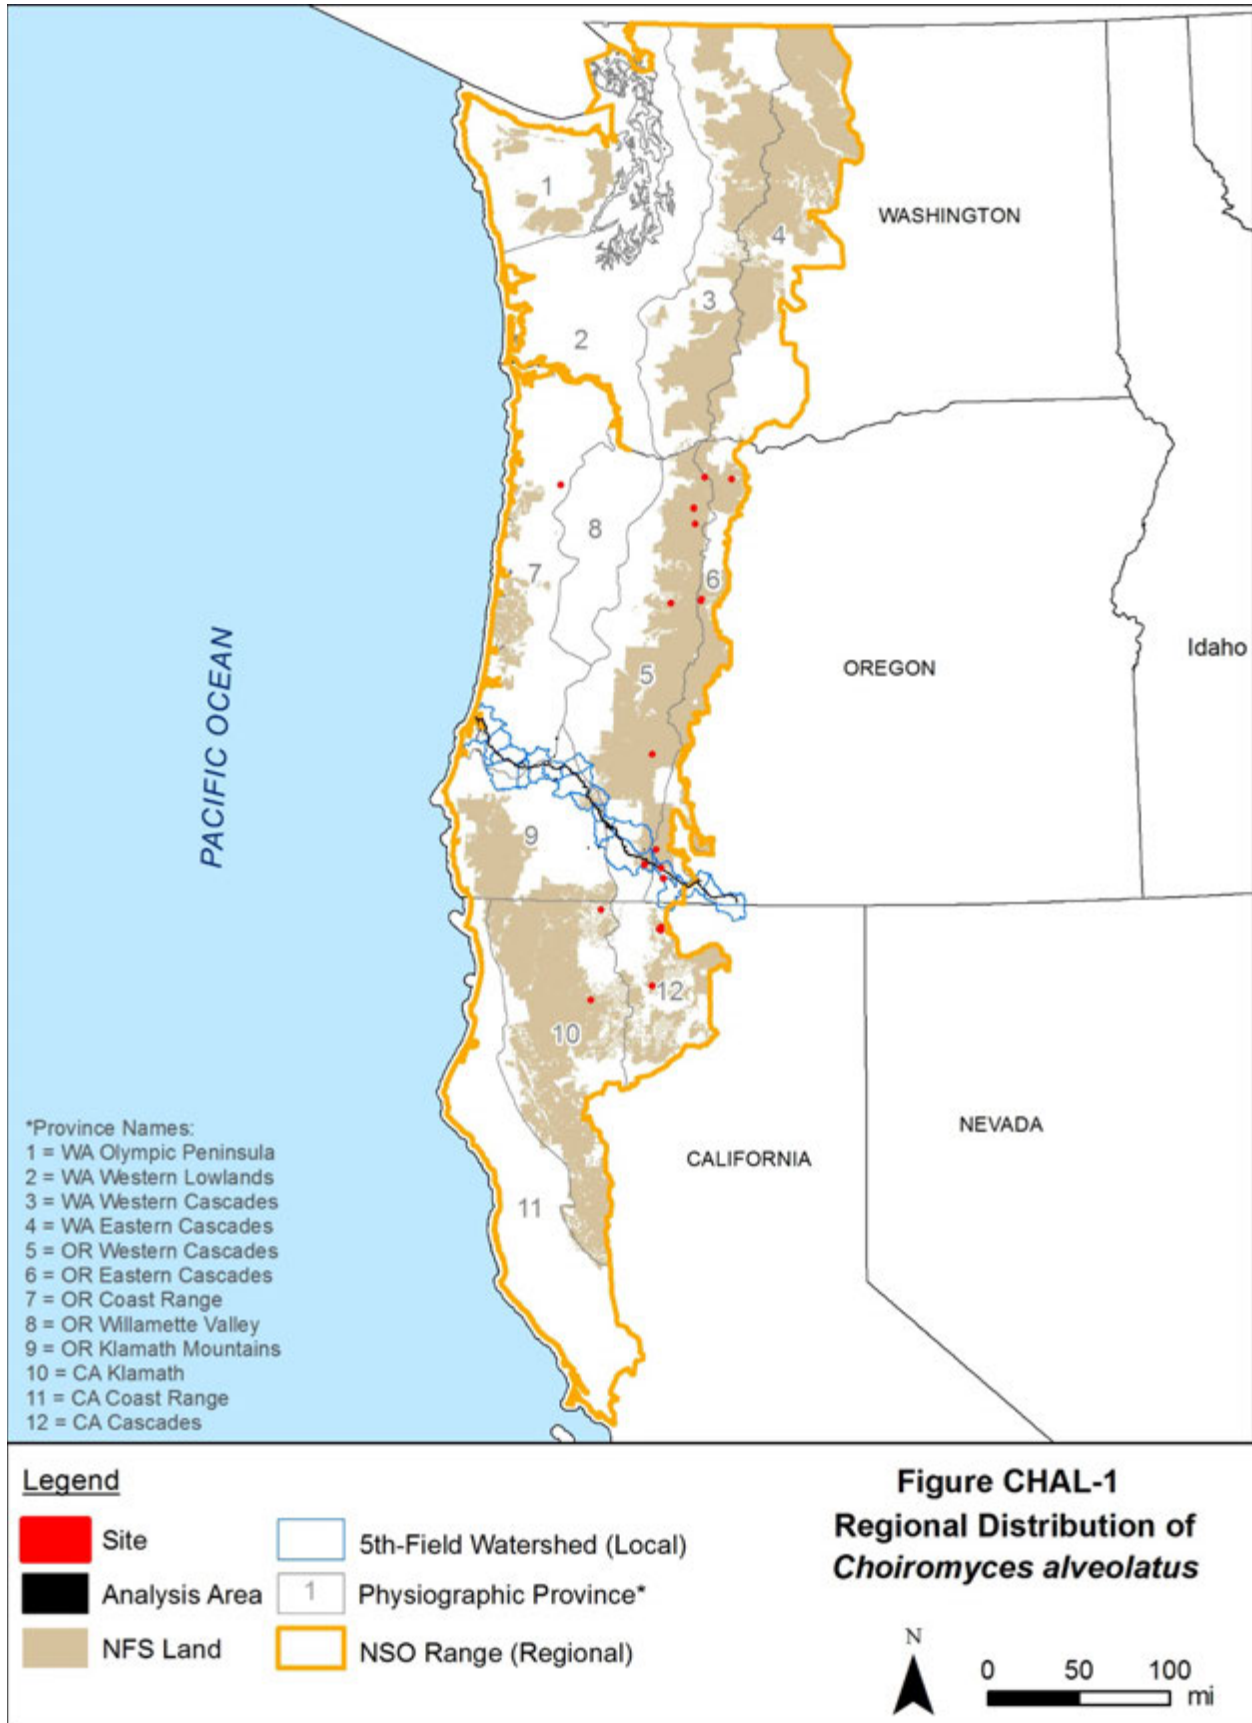 1
WASHINGTON
4
3
2
8
7
6
Idaho
5
OREGON
PACIFIC OCEAN
9
12
10
NEVADA
CALIFORNIA
11
*Province Names:
1 = WA Olympic Peninsula
2 = WA Western Lowlands
3 = WA Western Cascades
4 = WA Eastern Cascades
5 = OR Western Cascades
6 = OR Eastern Cascades
7 = OR Coast Range
8 = OR Willamette Valley
9 = OR Klamath Mountains
10 = CA Klamath
11 = CA Coast Range
12 = CA Cascades
Legend
Site
Analysis Area
NFS Land
5th-Field Watershed (Local)
1 Physiographic Province*
NSO Range (Regional)
Figure CHAL-1
Regional Distribution of
Choiromyces alveolatus
N
0 50 100
mi